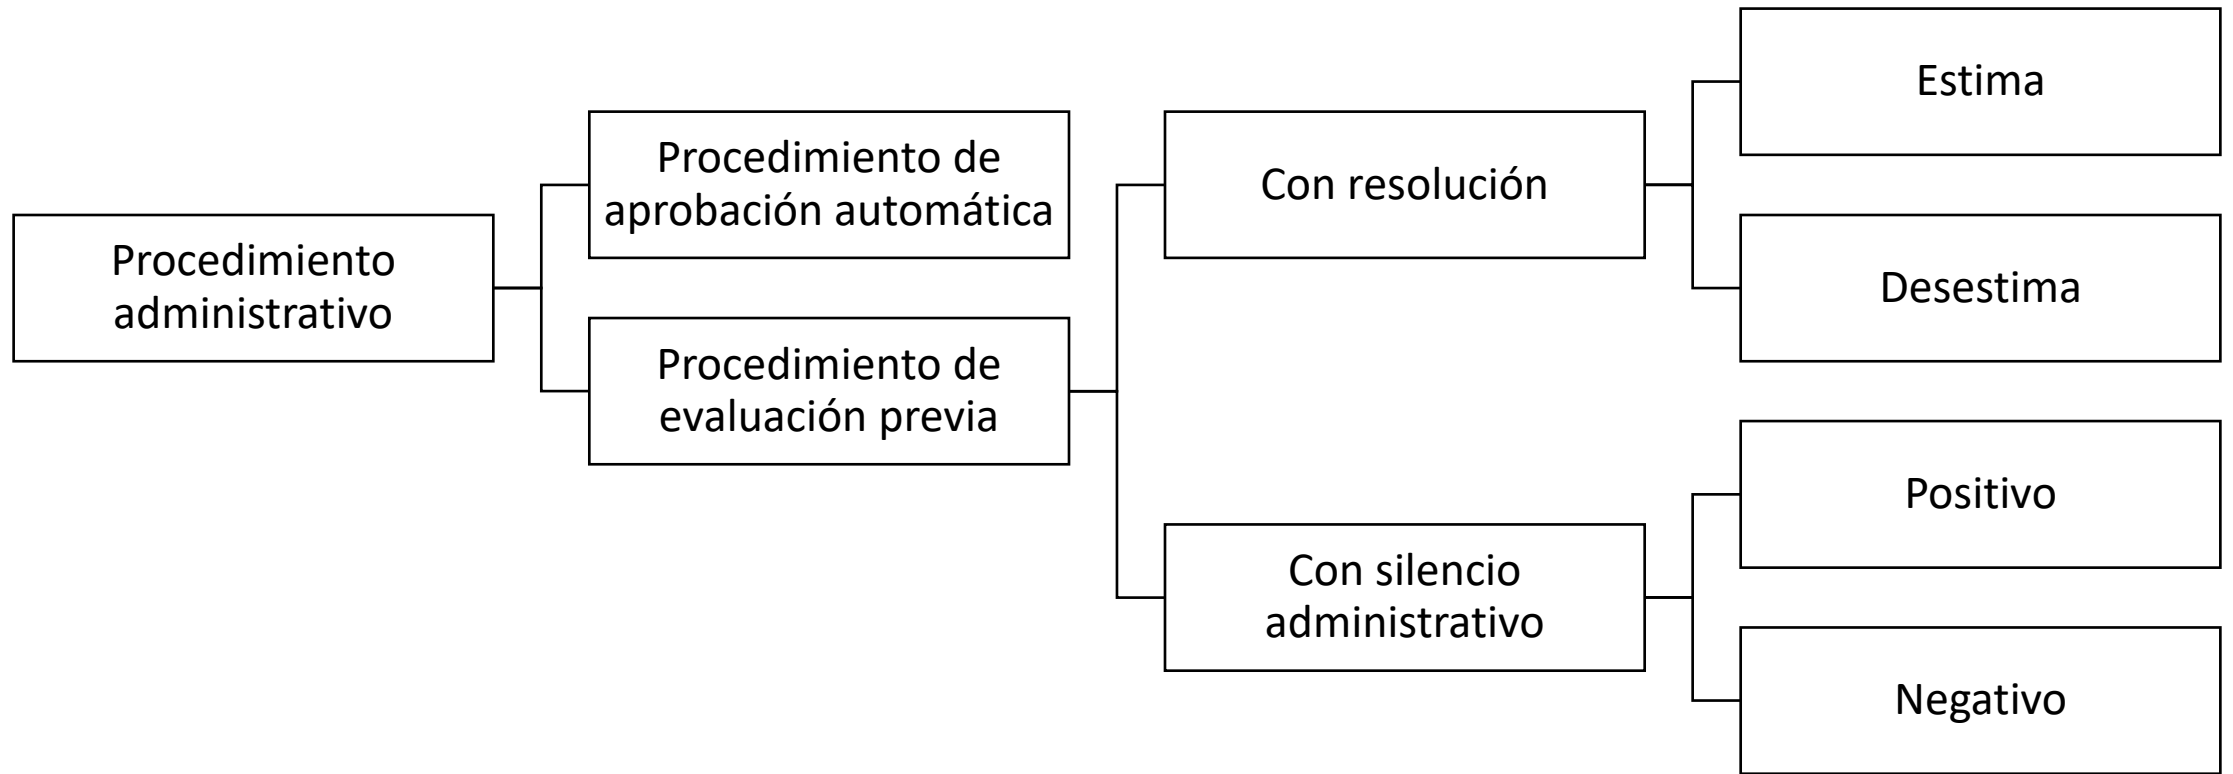 Procedimiento
administrativo
Procedimiento de
aprobación automática
Procedimiento de
evaluación previa
Con resolución
Estima
Desestima
Con silencio
administrativo
Positivo
Negativo